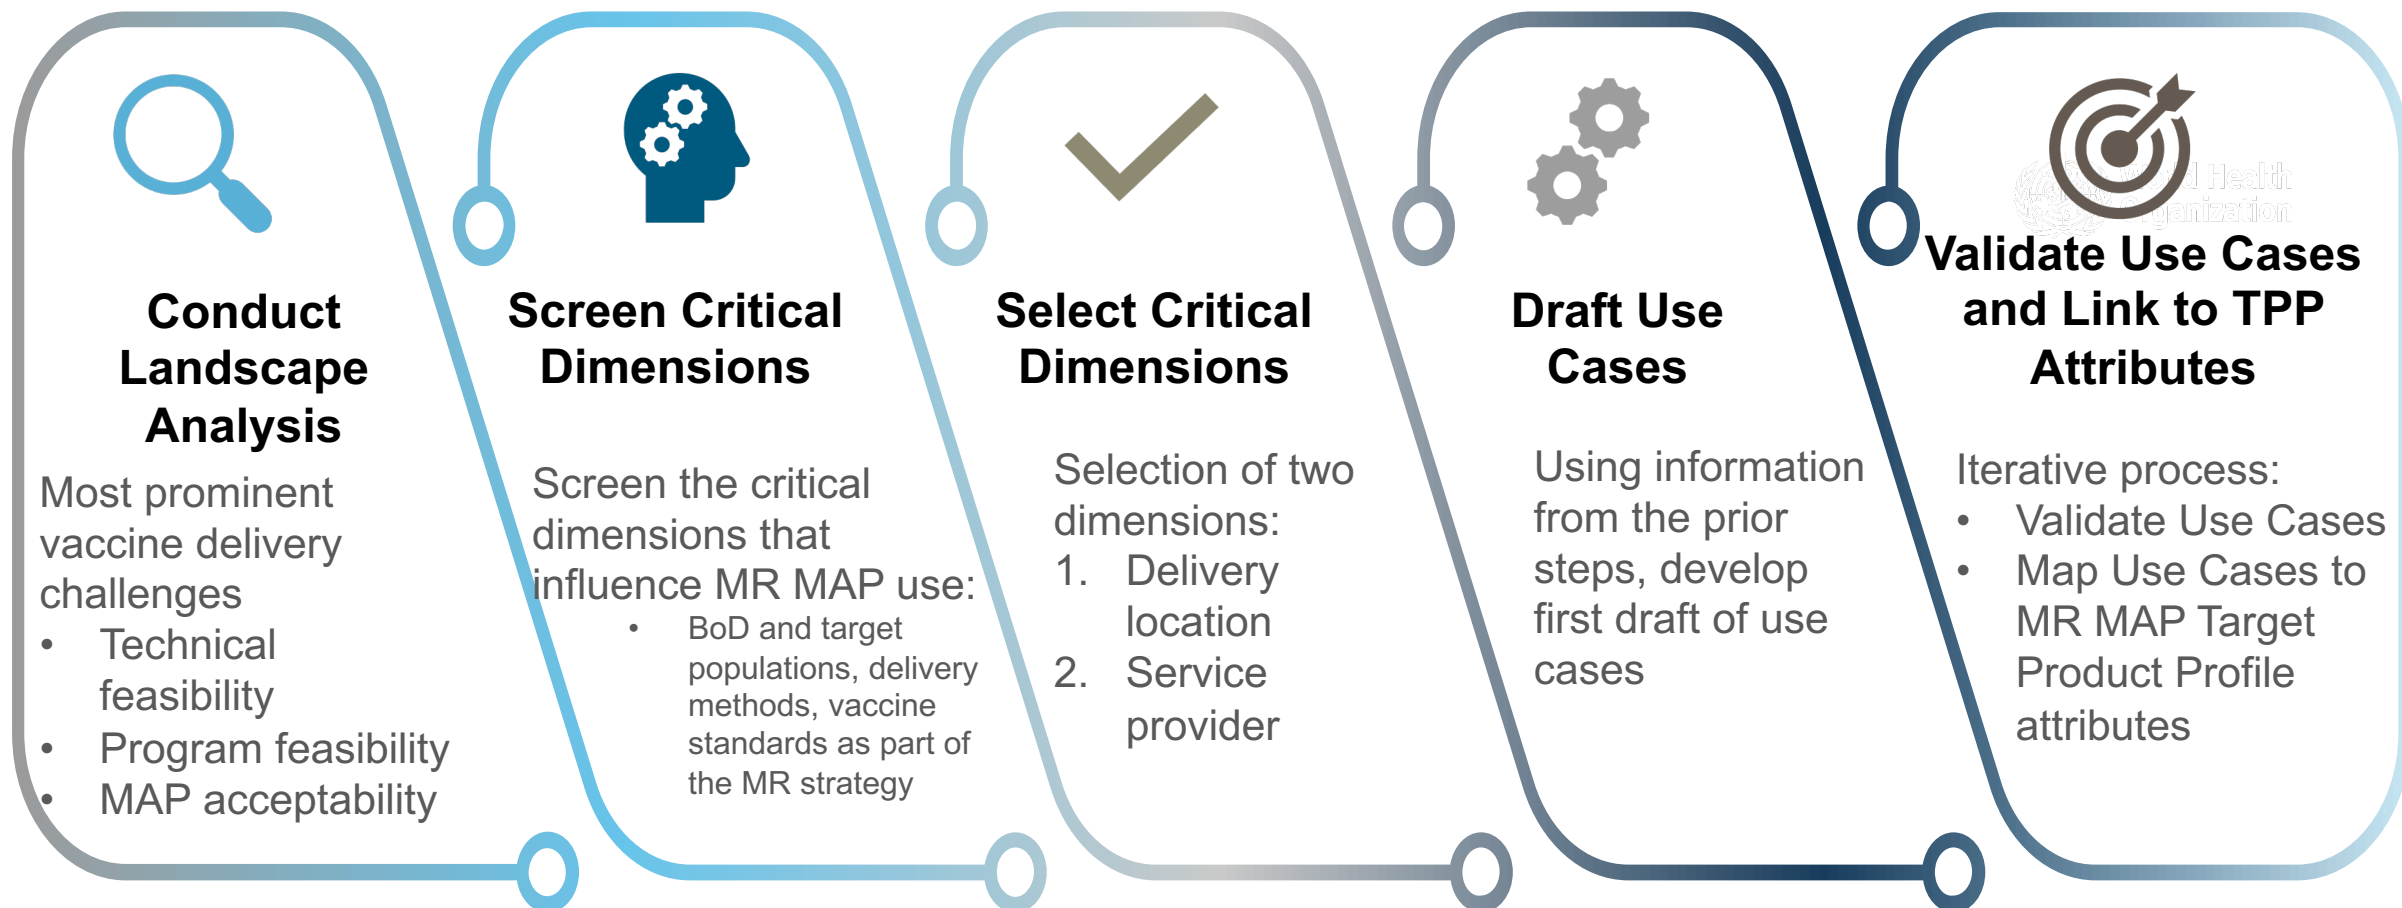 Conduct
Landscape
Analysis
Most prominent
vaccine delivery
challenges
• Technical
feasibility
• Program feasibility
• MAP acceptability
Screen Critical
Dimensions
Screen the critical
dimensions that
influence MR MAP use:
• BoD and target
populations, delivery
methods, vaccine
standards as part of
the MR strategy
Select Critical
Dimensions
Selection of two
dimensions:
1. Delivery
location
2. Service
provider
Draft Use
Cases
Using information
from the prior
steps, develop
first draft of use
cases
World Health
Organization
Validate Use Cases
and Link to TPP
Attributes
Iterative process:
• Validate Use Cases
• Map Use Cases to
MR MAP Target
Product Profile
attributes